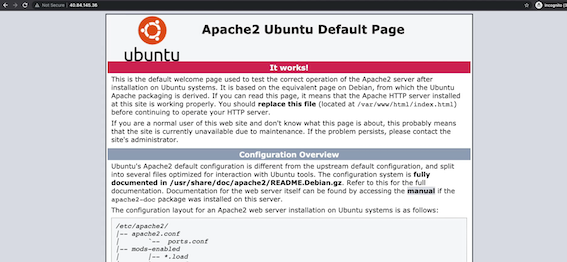 Not Secure | 40.84.145.36
Incognito
Apache2 Ubuntu Default Page
ubuntu
It works!
This is the default welcome page used to test the correct operation of the Apache2 server after
installation on Ubuntu systems. It is based on the equivalent page on Debian, from which the Ubuntu
Apache packaging is derived. If you can read this page, it means that the Apache HTTP server installed
at this site is working properly. You should replace this file (located at /var/www/html/index.html)
before continuing to operate your HTTP server.
If you are a normal user of this web site and don't know what this page is about, this probably means
that the site is currently unavailable due to maintenance. If the problem persists, please contact the
site's administrator.
Configuration Overview
Ubuntu's Apache2 default configuration is different from the upstream default configuration, and split
into several files optimized for interaction with Ubuntu tools. The configuration system is fully
documented in /usr/share/doc/apache2/README.Debian.gz. Refer to this for the full
documentation. Documentation for the web server itself can be found by accessing the manual if the
apache2-doc package was installed on this server.
The configuration layout for an Apache2 web server installation on Ubuntu systems is as follows:
/etc/apache2/
|-- apache2.conf
|       `--  ports.conf
|-- mods-enabled
|       |-- *.load